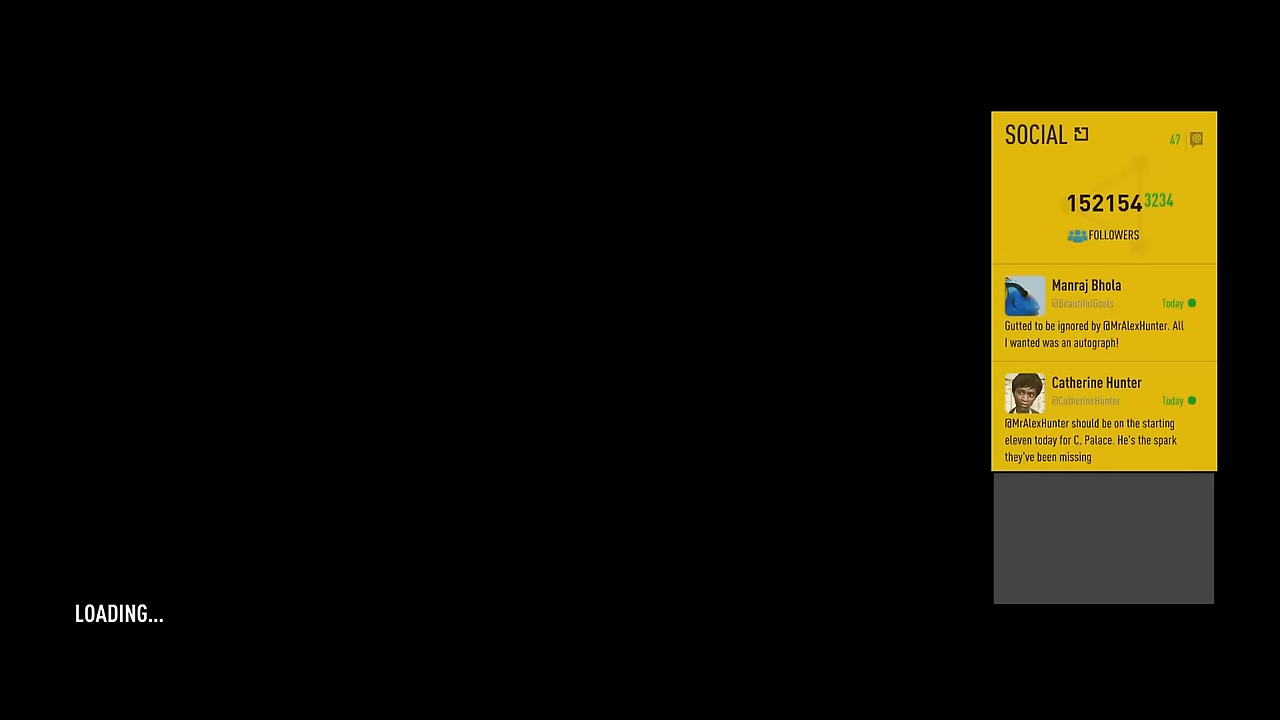 SOCIAL
47
152154 3234
FOLLOWERS
Manraj Bhola
@BeautifulGoals
Today
Gutted to be ignored by @MrAlexHunter. All
I wanted was an autograph!
Catherine Hunter
@CatherineHunter
Today
@MrAlexHunter should be on the starting
eleven today for C. Palace. He's the spark
they've been missing
LOADING...